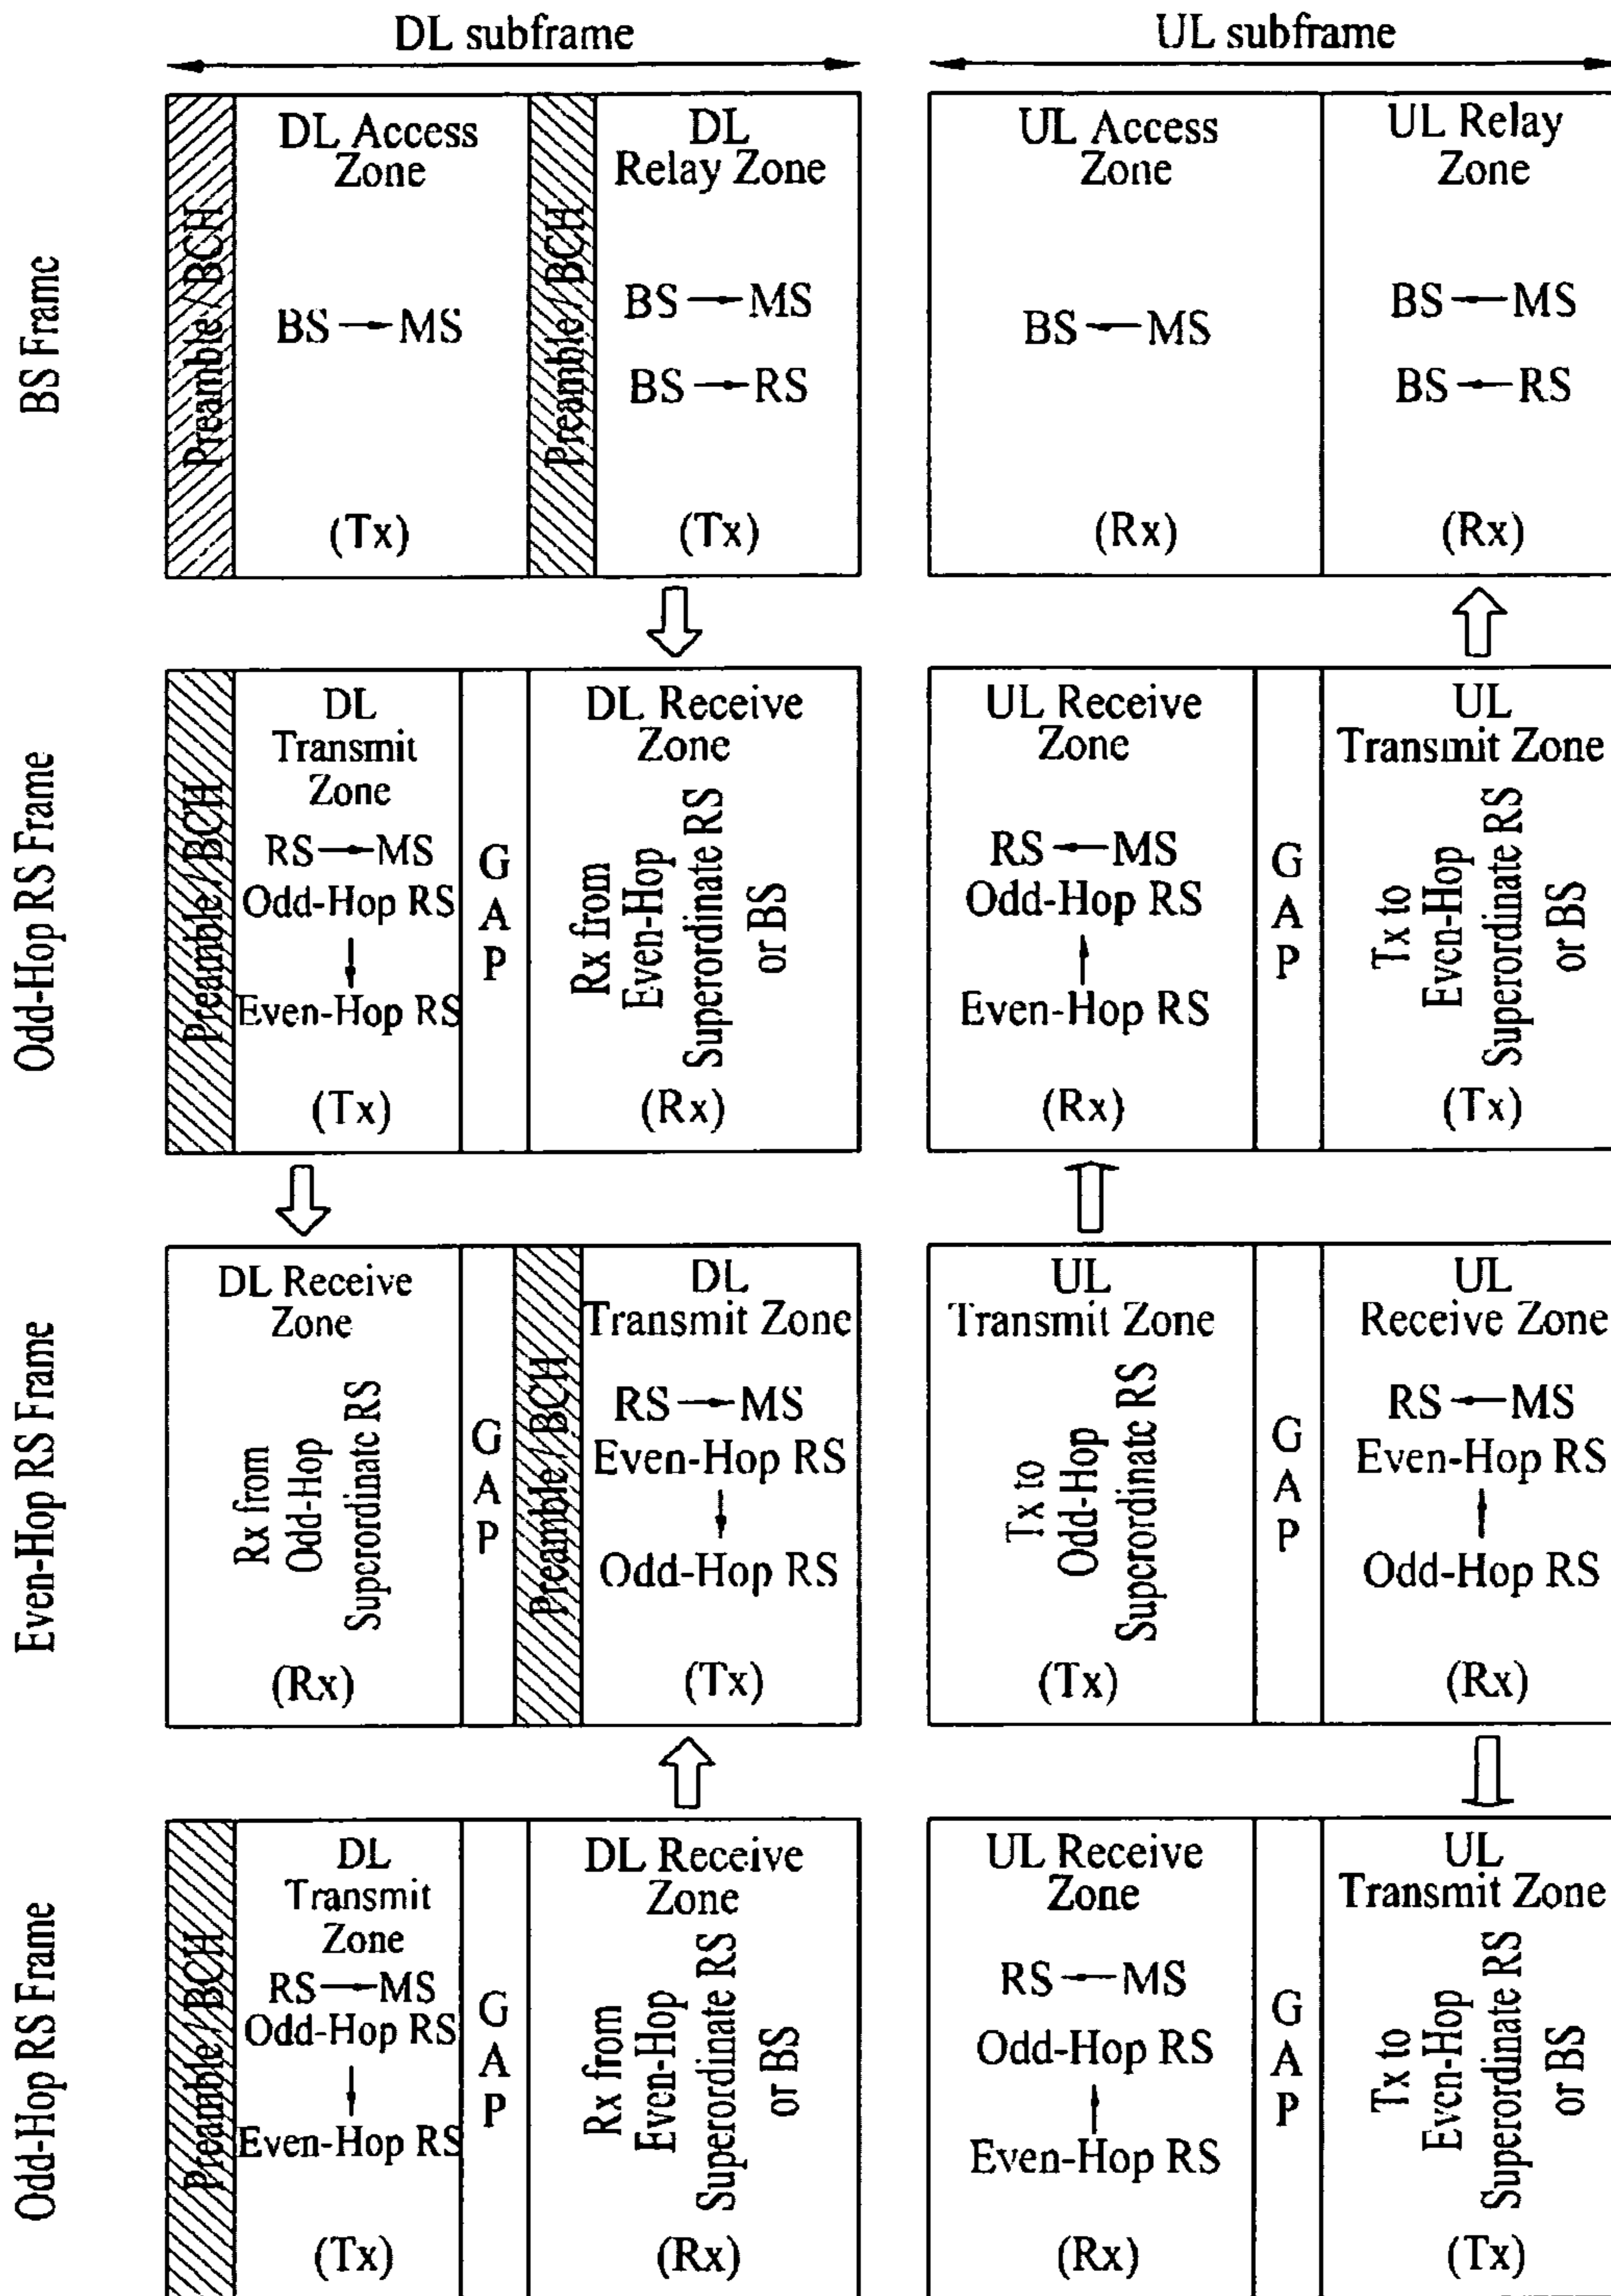 DL subframe
UL subframe
BS Frame
Preamble / BCH
DL Access
Zone
BS → MS
(Tx)
Preamble / BCH
DL
Relay Zone
BS → MS
BS → RS
(Tx)
UL Access
Zone
BS ← MS
(Rx)
UL Relay
Zone
BS ← MS
BS ← RS
(Rx)
Odd-Hop RS Frame
Preamble / BCH
DL
Transmit
Zone
RS → MS
Odd-Hop RS
↓
Even-Hop RS
(Tx)
G
A
P
DL Receive
Zone
Rx from
Even-Hop
Superordinate RS
or BS
(Rx)
UL Receive
Zone
RS ← MS
Odd-Hop RS
↑
Even-Hop RS
(Rx)
G
A
P
UL
Transmit Zone
Tx to
Even-Hop
Superordinate RS
or BS
(Tx)
Even-Hop RS Frame
DL Receive
Zone
Rx from
Odd-Hop
Superordinate RS
(Rx)
G
A
P
Preamble / BCH
DL
Transmit Zone
RS → MS
Even-Hop RS
↓
Odd-Hop RS
(Tx)
UL
Transmit Zone
Tx to
Odd-Hop
Superordinate RS
(Tx)
G
A
P
UL
Receive Zone
RS ← MS
Even-Hop RS
↑
Odd-Hop RS
(Rx)
Odd-Hop RS Frame
Preamble / BCH
DL
Transmit
Zone
RS → MS
Odd-Hop RS
↓
Even-Hop RS
(Tx)
G
A
P
DL Receive
Zone
Rx from
Even-Hop
Superordinate RS
or BS
(Rx)
UL Receive
Zone
RS ← MS
Odd-Hop RS
↑
Even-Hop RS
(Rx)
G
A
P
UL
Transmit Zone
Tx to
Even-Hop
Superordinate RS
or BS
(Tx)